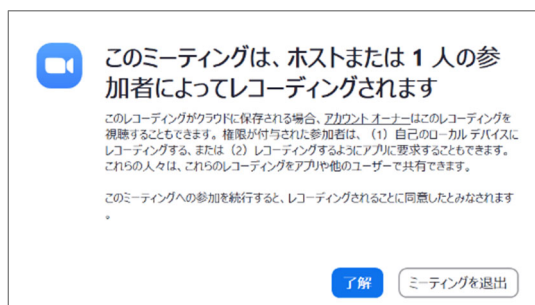 このミーティングは、ホストまたは 1 人の参
加者によってレコーディングされます
このレコーディングがクラウドに保存される場合、アカウント オーナーはこのレコーディングを
視聴することもできます。権限が付与された参加者は、（1）自己のローカル デバイスに
レコーディングする、または（2）レコーディングするようにアプリに要求することもできます。
これらの人々は、これらのレコーディングをアプリや他のユーザーで共有できます。
このミーティングへの参加を続行すると、レコーディングされることに同意したとみなされます
。
了解
ミーティングを退出